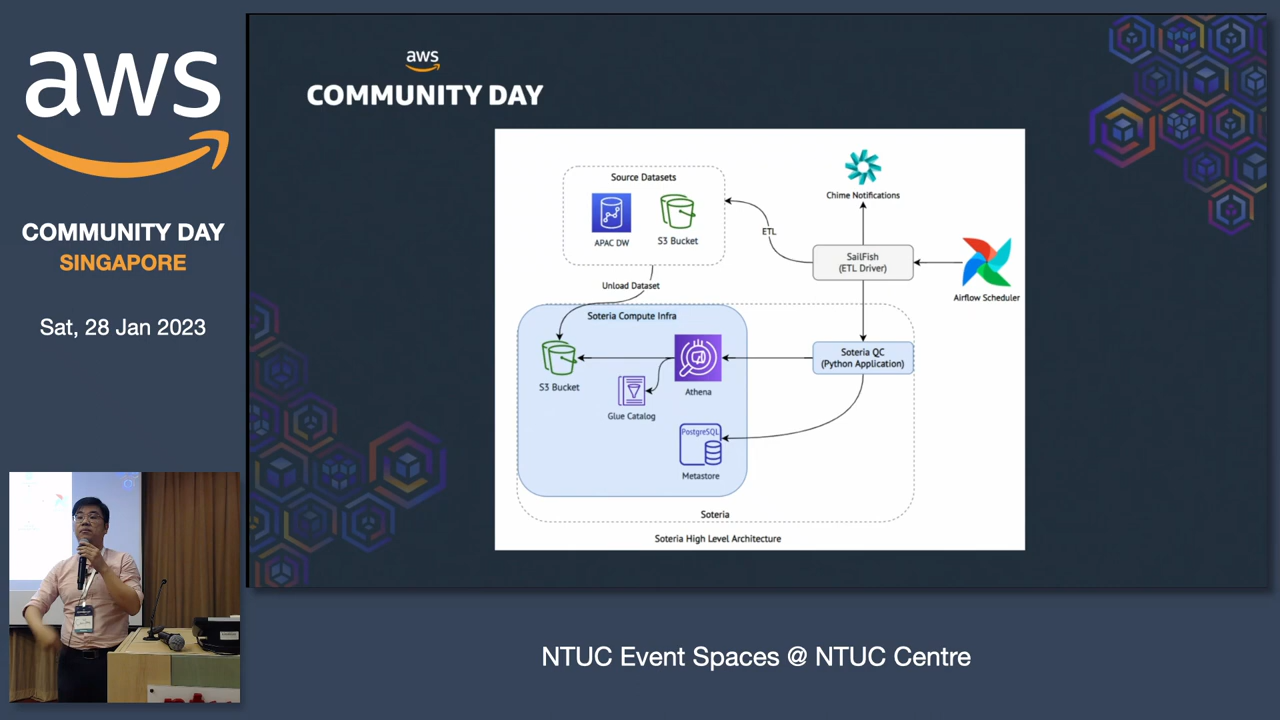 aws
COMMUNITY DAY
SINGAPORE
Sat, 28 Jan 2023
aws
COMMUNITY DAY
Source Datasets
APAC DW
S3 Bucket
Chime Notifications
ETL
SailFish
(ETL Driver)
Airflow Scheduler
Unload Dataset
Soteria Compute Infra
S3 Bucket
Athena
Glue Catalog
Soteria QC
(Python Application)
PostgreSQL
Metastore
Soteria
Soteria High Level Architecture
NTUC Event Spaces @ NTUC Centre